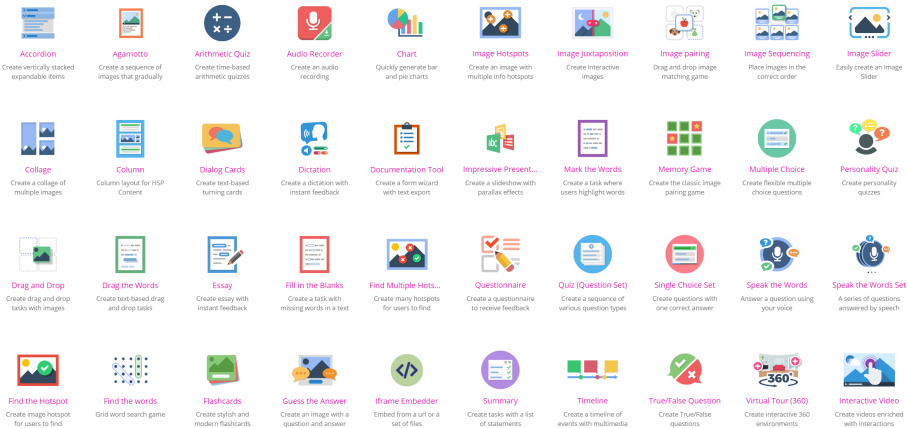 Accordion
Create vertically stacked
expandable items
Agamotto
Create a sequence of
images that gradually
Arithmetic Quiz
Create time-based
arithmetic quizzes
Audio Recorder
Create an audio
recording
Chart
Quickly generate bar
and pie charts
Image Hotspots
Create an image with
multiple info hotspots
Image Juxtaposition
Create interactive
images
Image pairing
Drag and drop image
matching game
Image Sequencing
Place images in the
correct order
Image Slider
Easily create an Image
Slider
Collage
Create a collage of
multiple images
Column
Column layout for H5P
Content
Dialog Cards
Create text-based
turning cards
Dictation
Create a dictation with
instant feedback
Documentation Tool
Create a form wizard
with text export
abc
Impressive Present...
Create a slideshow with
parallax effects
Mark the Words
Create a task where
users highlight words
Memory Game
Create the classic image
pairing game
Multiple Choice
Create flexible multiple
choice questions
Personality Quiz
Create personality
quizzes
Drag and Drop
Create drag and drop
tasks with images
Drag the Words
Create text-based drag
and drop tasks
Essay
Create essay with
instant feedback
Fill in the Blanks
Create a task with
missing words in a text
Find Multiple Hots...
Create many hotspots
for users to find
Questionnaire
Create a questionnaire
to receive feedback
Quiz (Question Set)
Create a sequence of
various question types
Single Choice Set
Create questions with
one correct answer
Speak the Words
Answer a question using
your voice
Speak the Words Set
A series of questions
answered by speech
Find the Hotspot
Create image hotspot
for users to find
Find the words
Grid word search game
Flashcards
Create stylish and
modern flashcards
Guess the Answer
Create an image with a
question and answer
</>
Iframe Embedder
Embed from a url or a
set of files
Summary
Create tasks with a list
of statements
Timeline
Create a timeline of
events with multimedia
True/False Question
Create True/False
questions
360°
Virtual Tour (360)
Create interactive 360
environments
Interactive Video
Create videos enriched
with interactions